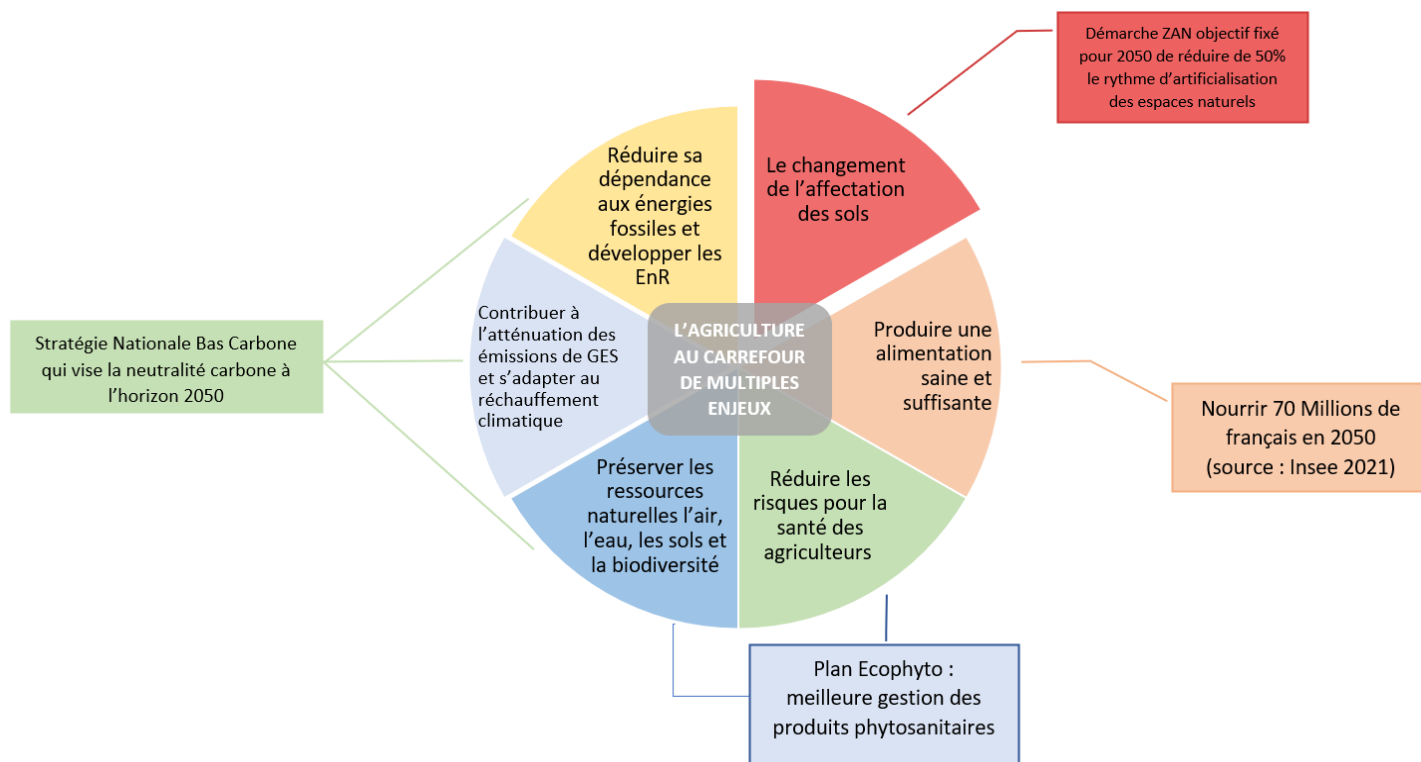 Démarche ZAN objectif fixé
pour 2050 de réduire de 50%
le rythme d’artificialisation
des espaces naturels
Réduire sa
dépendance
aux énergies
fossiles et
développer les
EnR
Le changement
de l’affectation
des sols
Contribuer à
l’atténuation des
émissions de GES
et s’adapter au
réchauffement
climatique
L’AGRICULTURE
AU CARREFOUR
DE MULTIPLES
ENJEUX
Produire une
alimentation
saine et
suffisante
Stratégie Nationale Bas Carbone
qui vise la neutralité carbone à
l’horizon 2050
Nourrir 70 Millions de
français en 2050
(source : Insee 2021)
Préserver les
ressources
naturelles l’air,
l’eau, les sols et
la biodiversité
Réduire les
risques pour la
santé des
agriculteurs
Plan Ecophyto :
meilleure gestion des
produits phytosanitaires